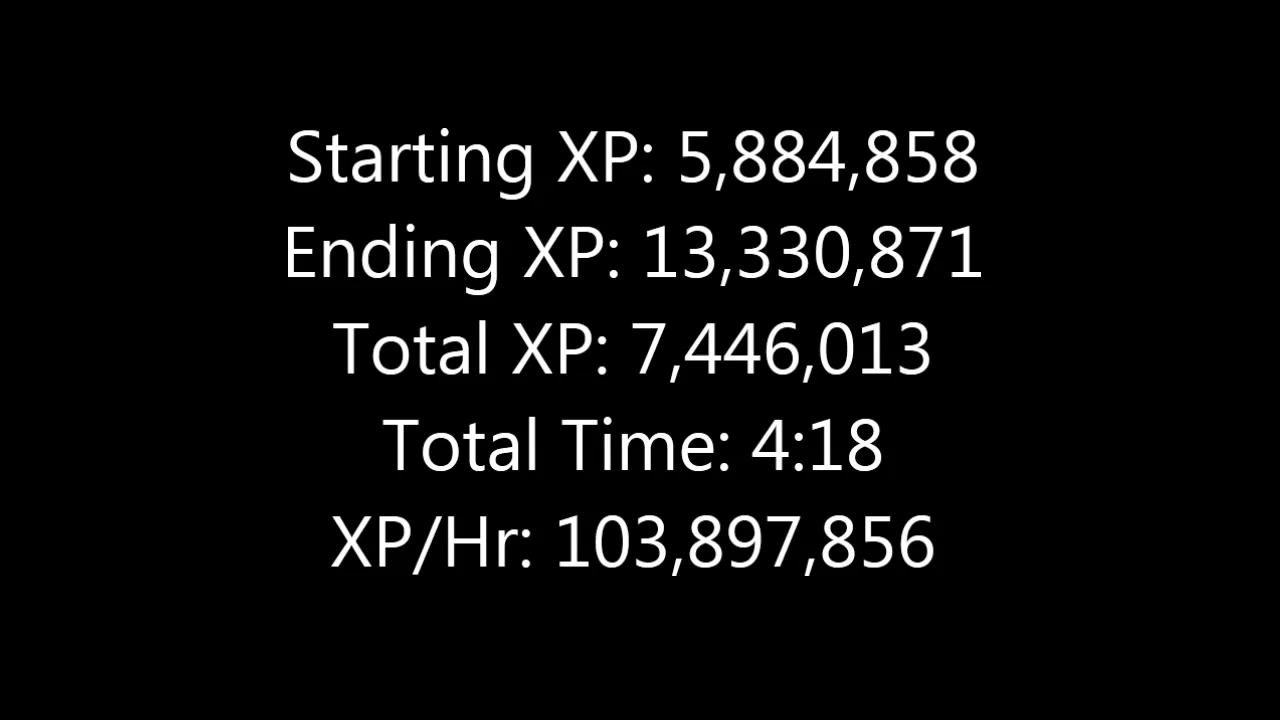 Starting XP: 5,884,858
Ending XP: 13,330,871
Total XP: 7,446,013
Total Time: 4:18
XP/Hr: 103,897,856